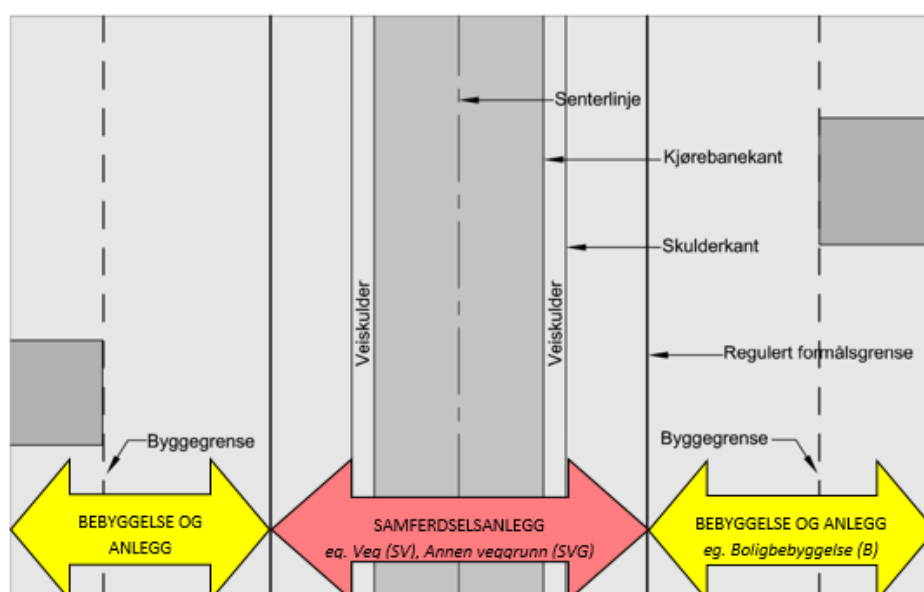 Senterlinje
Kjørebanekant
Skulderkant
Veiskulder
Veiskulder
Regulert formålsgrense
Byggegrense
Byggegrense
BEBYGGELSE OG
ANLEGG
SAMFERDSELSANLEGG
eg. Veg (SV), Annen veggrunn (SVG)
BEBYGGELSE OG ANLEGG
eg. Boligbebyggelse (B)